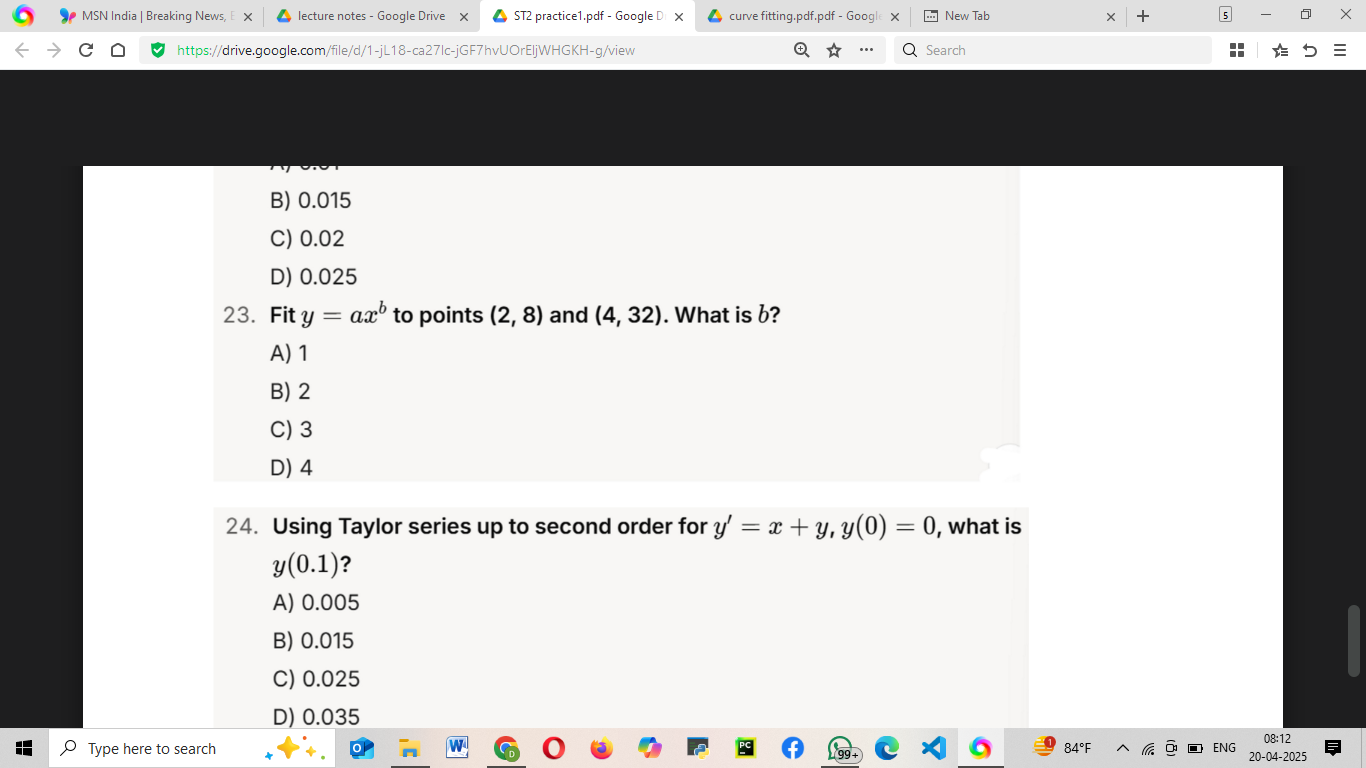 MSN India | Breaking News, E
lecture notes - Google Drive
ST2 practice1.pdf - Google D
curve fitting.pdf.pdf - Google
New Tab
5
https://drive.google.com/file/d/1-jL18-ca27lc-jGF7hvUOrEljWHGKH-g/view
Search
B) 0.015
C) 0.02
D) 0.025
23. Fit y = ax^b to points (2, 8) and (4, 32). What is b?
A) 1
B) 2
C) 3
D) 4
24. Using Taylor series up to second order for y′ = x + y, y(0) = 0, what is
y(0.1)?
A) 0.005
B) 0.015
C) 0.025
D) 0.035
Type here to search
99+
1
84°F
ENG
08:12
20-04-2025